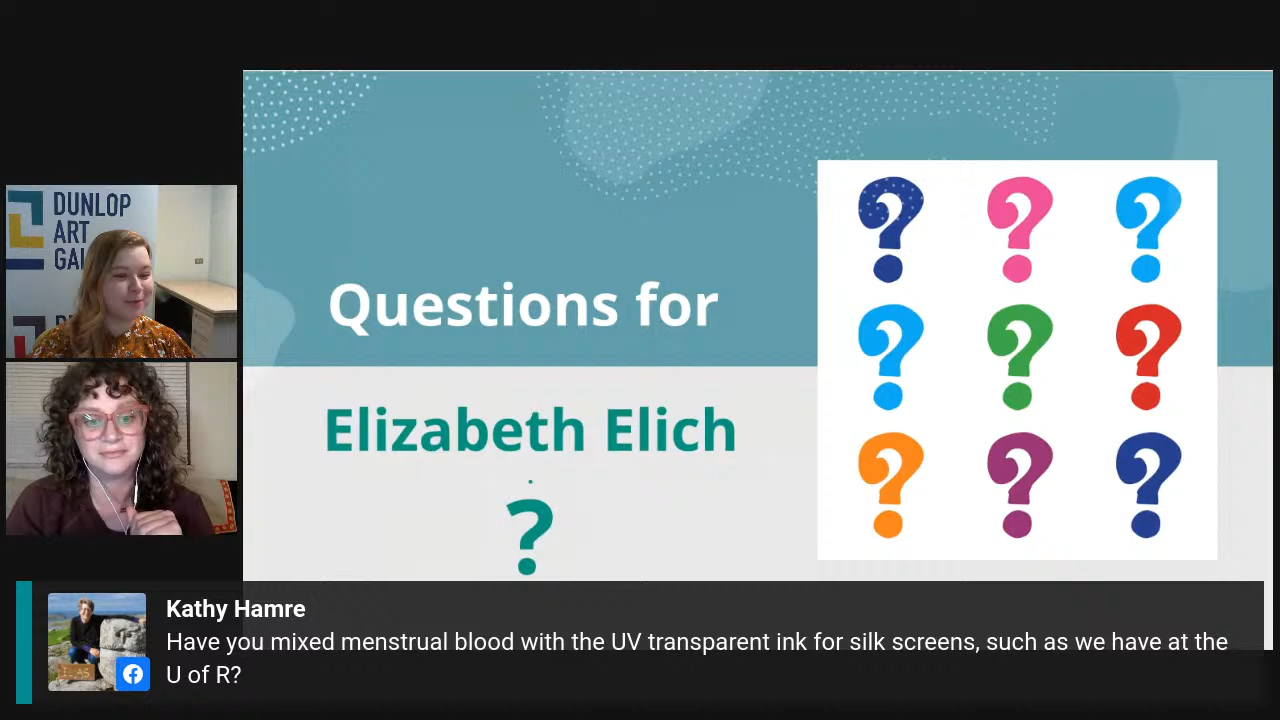 DUNLOP
ART
Questions for
Elizabeth Elich
?
Kathy Hamre
Have you mixed menstrual blood with the UV transparent ink for silk screens, such as we have at the
U of R?